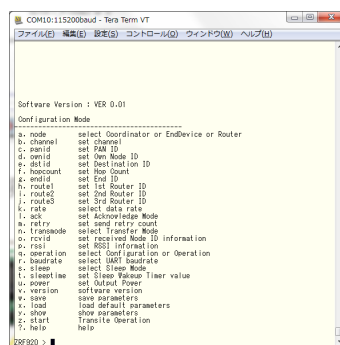 COM10:115200baud - Tera Term VT
ファイル(F) 編集(E) 設定(S) コントロール(O) ウィンドウ(W) ヘルプ(H)
Software Version : VER 0.01
Configuration Mode
----------------------------------------
a. node select Coordinator or EndDevice or Router
b. channel set channel
c. panid set PAN ID
d. ownid set Own Node ID
e. dstid set Destination ID
f. hopcount set Hop Count
g. endid set End ID
h. route1 set 1st Router ID
i. route2 set 2nd Router ID
j. route3 set 3rd Router ID
k. rate select data rate
l. ack set Acknowledge Mode
m. retry set send retry count
n. transmode select Transfer Mode
o. rcvid set received Node ID information
p. rssi set RSSI information
q. operation select Configuration or Operation
r. baudrate select UART baudrate
s. sleep select Sleep Mode
t. sleeptime set Sleep Wakeup Timer value
u. power set Output Power
v. version software version
w. save save parameters
x. load load default parameters
y. show show parameters
z. start Transite Operation
?. help help
ZRF920 >